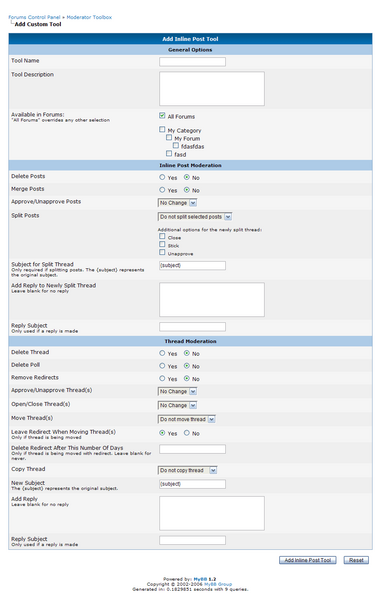 Forums Control Panel » Moderator Toolbox
Add Custom Tool
Add Inline Post Tool
General Options
Tool Name
Tool Description
Available in Forums:
"All Forums" overrides any other selection
All Forums
My Category
My Forum
fdasfdas
fasd
Inline Post Moderation
Delete Posts
Yes No
Merge Posts
Yes No
Approve/Unapprove Posts
No Change
Split Posts
Do not split selected posts
Additional options for the newly split thread:
Close
Stick
Unapprove
Subject for Split Thread
Only required if splitting posts. The {subject} represents
the original subject.
{subject}
Add Reply to Newly Split Thread
Leave blank for no reply
Reply Subject
Only used if a reply is made
Thread Moderation
Delete Thread
Yes No
Delete Poll
Yes No
Remove Redirects
Yes No
Approve/Unapprove Thread(s)
No Change
Open/Close Thread(s)
No Change
Move Thread(s)
Do not move thread
Leave Redirect When Moving Thread(s)
Only if thread is being moved
Yes No
Delete Redirect After This Number Of Days
Only if thread is being moved with redirect. Leave blank for
never.
Copy Thread
Do not copy thread
New Subject
The {subject} represents the original subject.
{subject}
Add Reply
Leave blank for no reply
Reply Subject
Only used if a reply is made
Add Inline Post Tool Reset
Powered by: MyBB 1.2
Copyright © 2002-2006 MyBB Group
Generated in: 0.1829851 seconds with 9 queries.